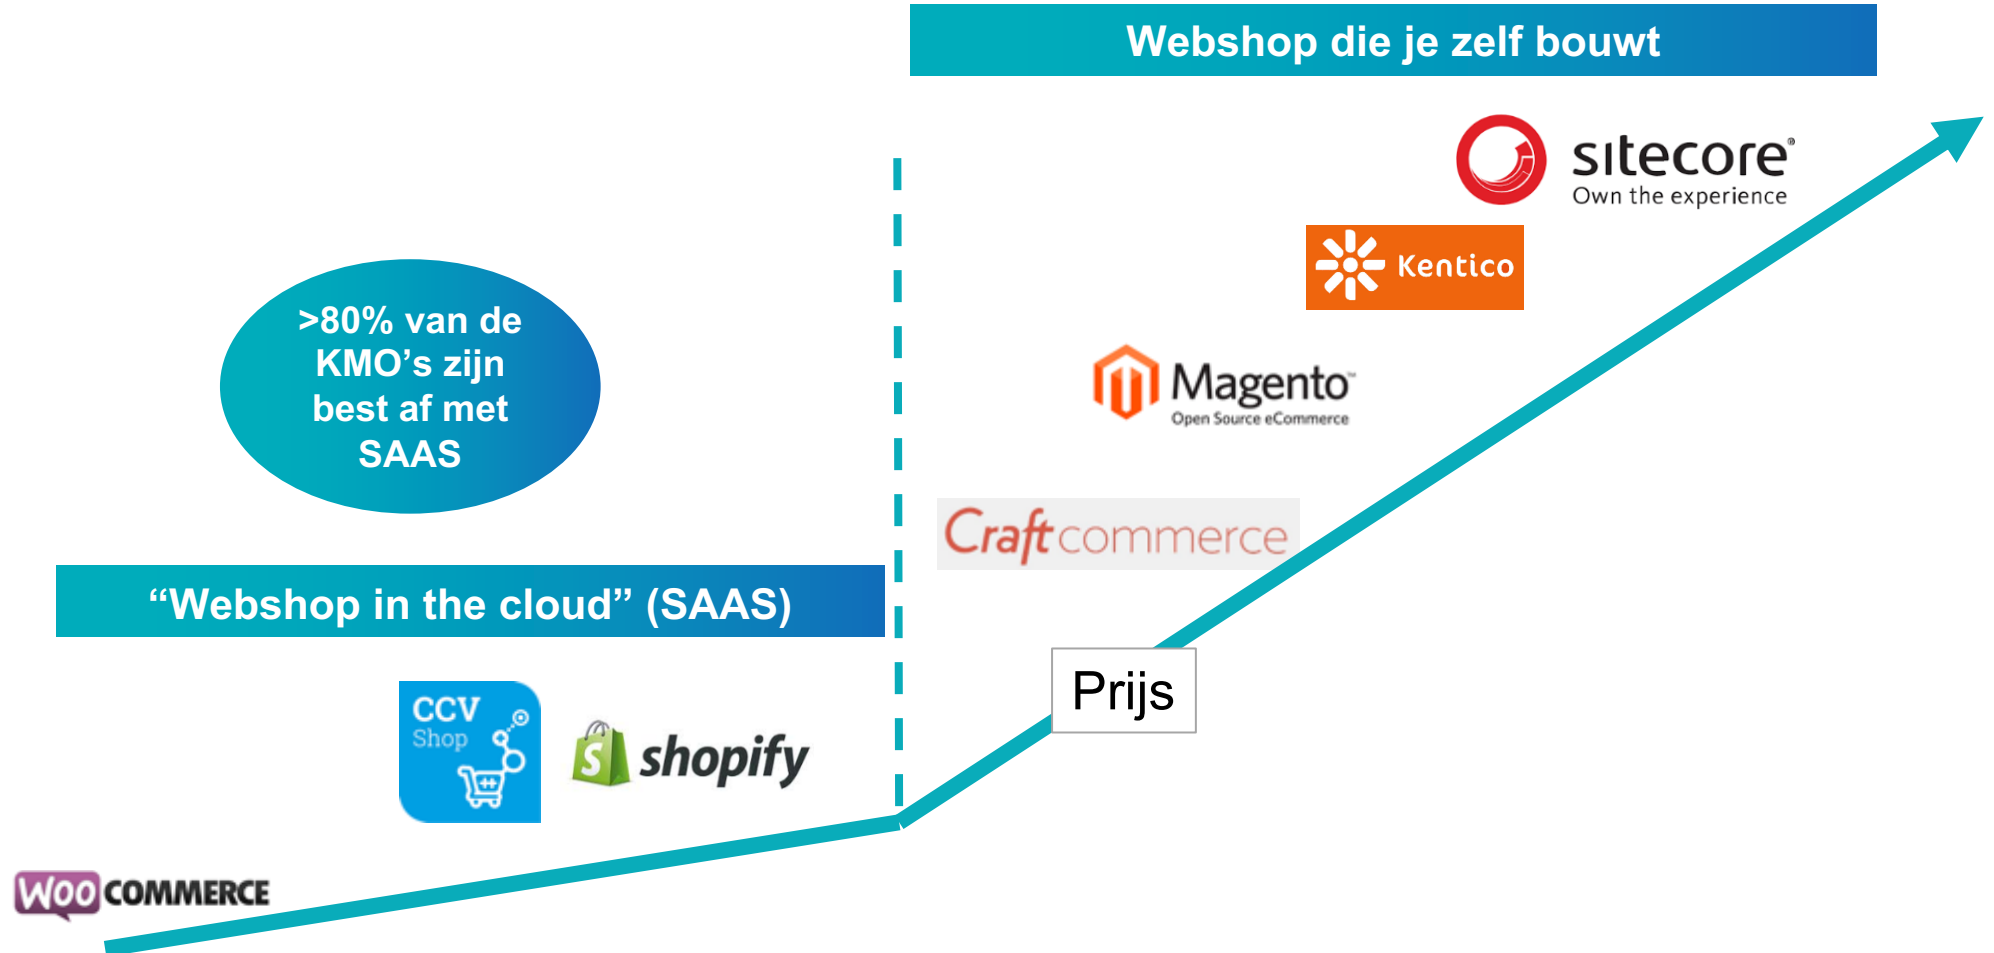 Webshop die je zelf bouwt
sitecore®
Own the experience
Kentico
>80% van de
KMO’s zijn
best af met
SAAS
Magento™
Open Source eCommerce
Craft commerce
“Webshop in the cloud” (SAAS)
Prijs
CCV
Shop
shopify
WOO COMMERCE